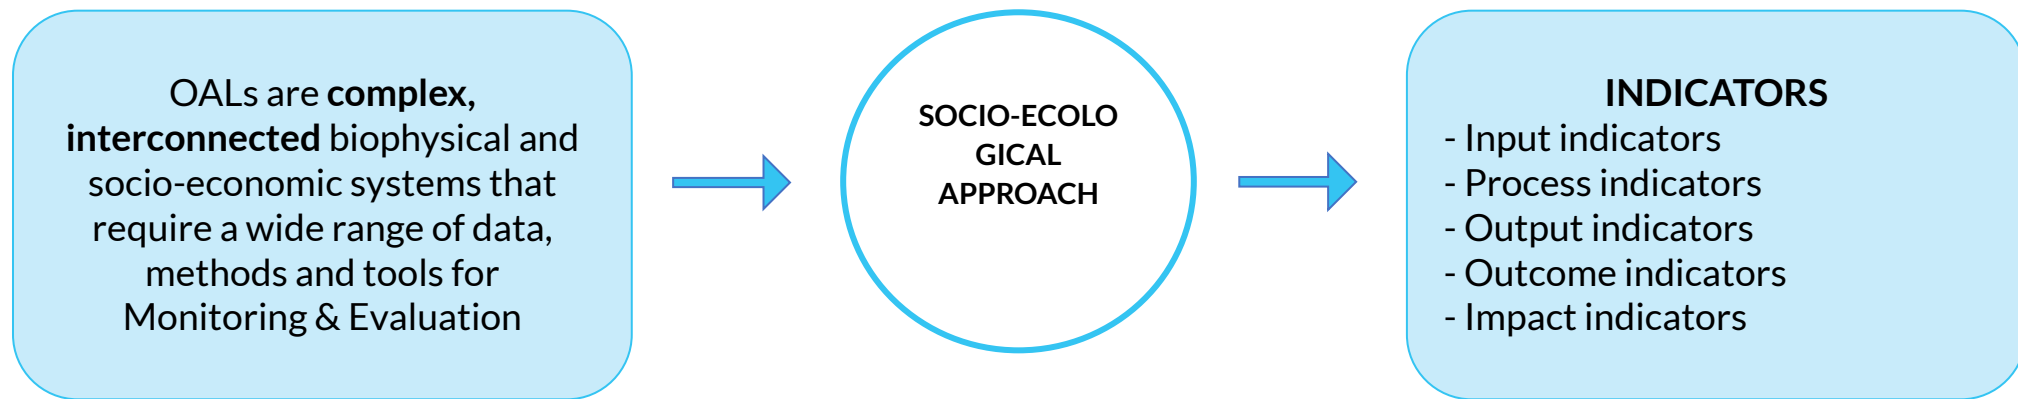 OALs are complex,
interconnected biophysical and
socio-economic systems that
require a wide range of data,
methods and tools for
Monitoring & Evaluation
SOCIO-ECOLO
GICAL
APPROACH
INDICATORS
- Input indicators
- Process indicators
- Output indicators
- Outcome indicators
- Impact indicators